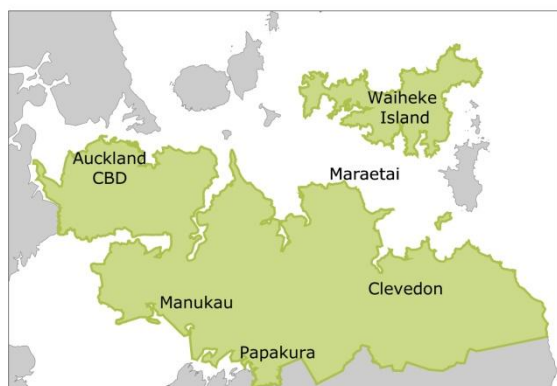 Waiheke
Island
Auckland
CBD
Maraetai
Clevedon
Manukau
Papakura